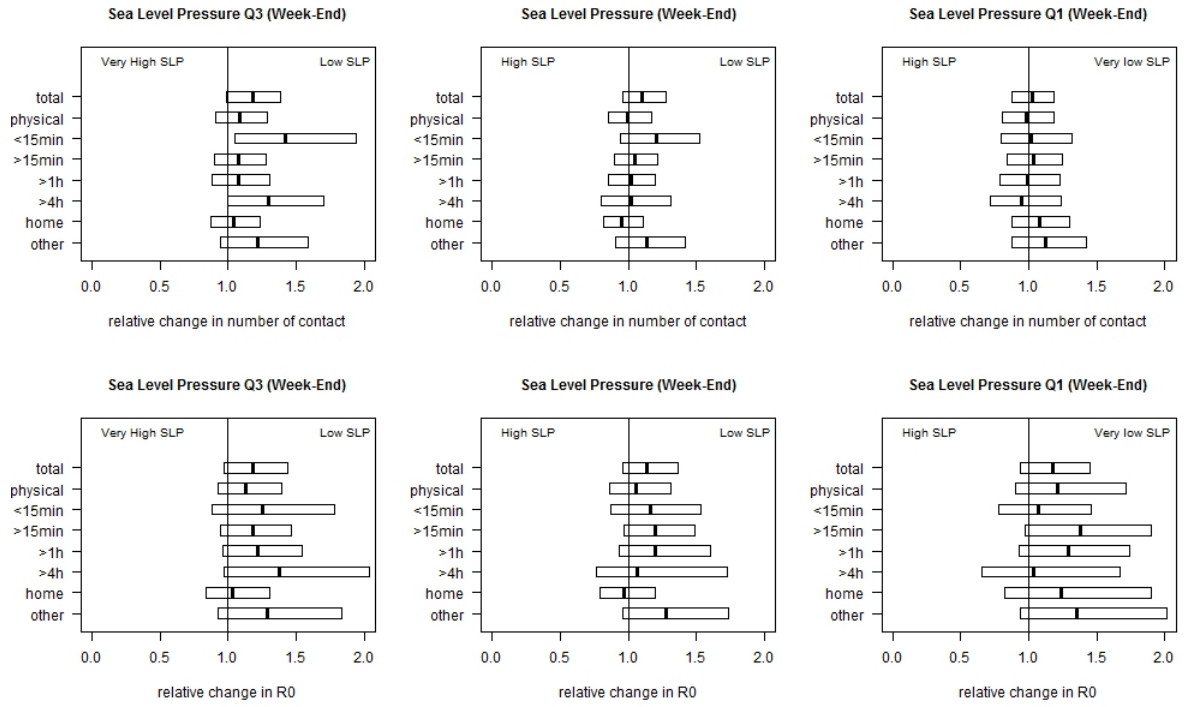 Sea Level Pressure Q3 (Week-End)
Very High SLP Low SLP
total
physical
<15min
>15min
>1h
>4h
home
other
0.0 0.5 1.0 1.5 2.0
relative change in number of contact
Sea Level Pressure (Week-End)
High SLP Low SLP
total
physical
<15min
>15min
>1h
>4h
home
other
0.0 0.5 1.0 1.5 2.0
relative change in number of contact
Sea Level Pressure Q1 (Week-End)
High SLP Very low SLP
total
physical
<15min
>15min
>1h
>4h
home
other
0.0 0.5 1.0 1.5 2.0
relative change in number of contact
Sea Level Pressure Q3 (Week-End)
Very High SLP Low SLP
total
physical
<15min
>15min
>1h
>4h
home
other
0.0 0.5 1.0 1.5 2.0
relative change in R0
Sea Level Pressure (Week-End)
High SLP Low SLP
total
physical
<15min
>15min
>1h
>4h
home
other
0.0 0.5 1.0 1.5 2.0
relative change in R0
Sea Level Pressure Q1 (Week-End)
High SLP Very low SLP
total
physical
<15min
>15min
>1h
>4h
home
other
0.0 0.5 1.0 1.5 2.0
relative change in R0